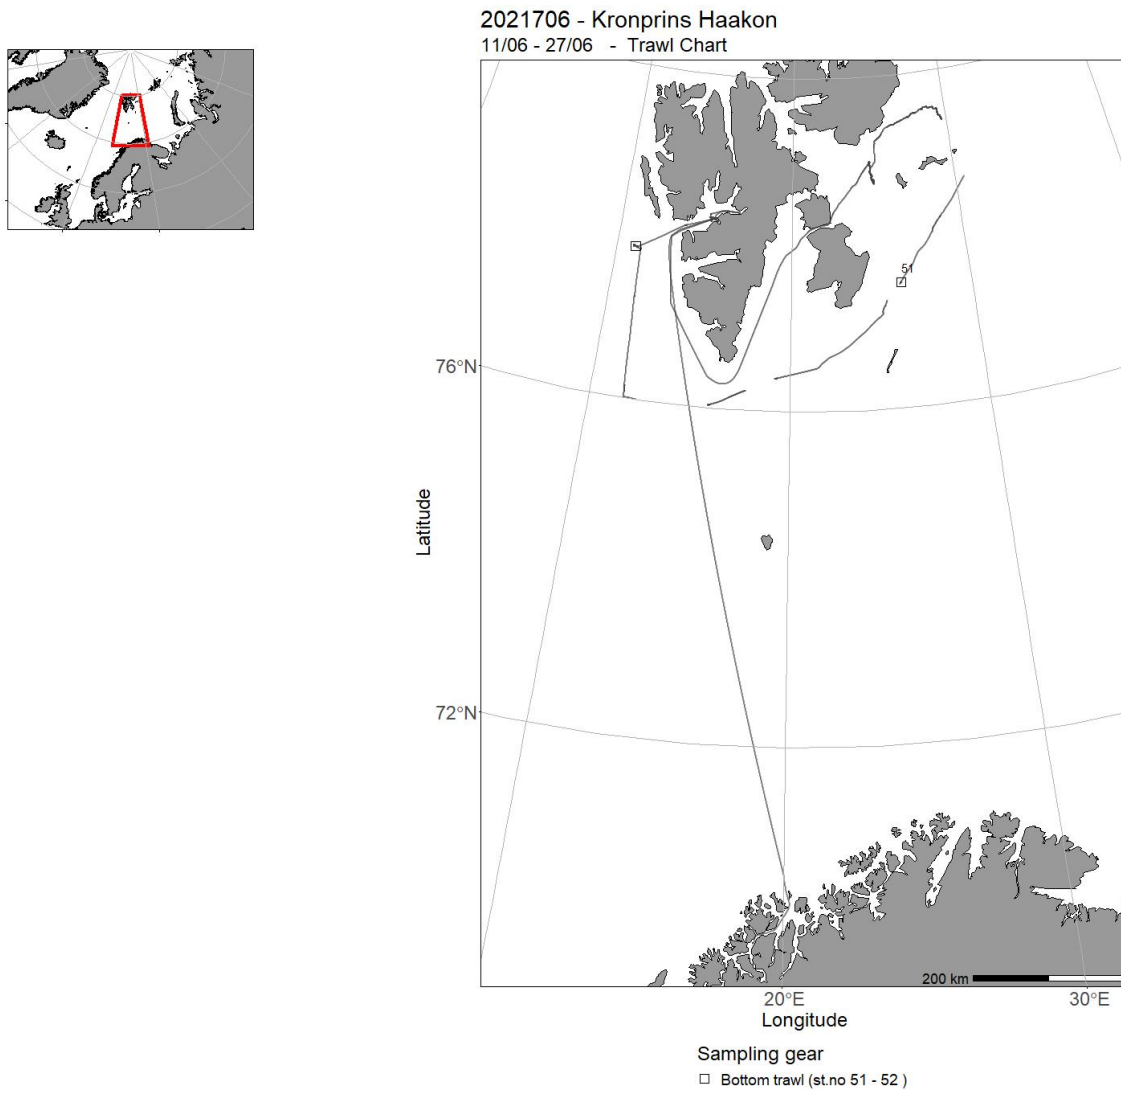 2021706 - Kronprins Haakon
11/06 - 27/06 - Trawl Chart
51
76°N
Latitude
72°N
200 km
20°E
30°E
Longitude
Sampling gear
Bottom trawl (st.no 51 - 52 )